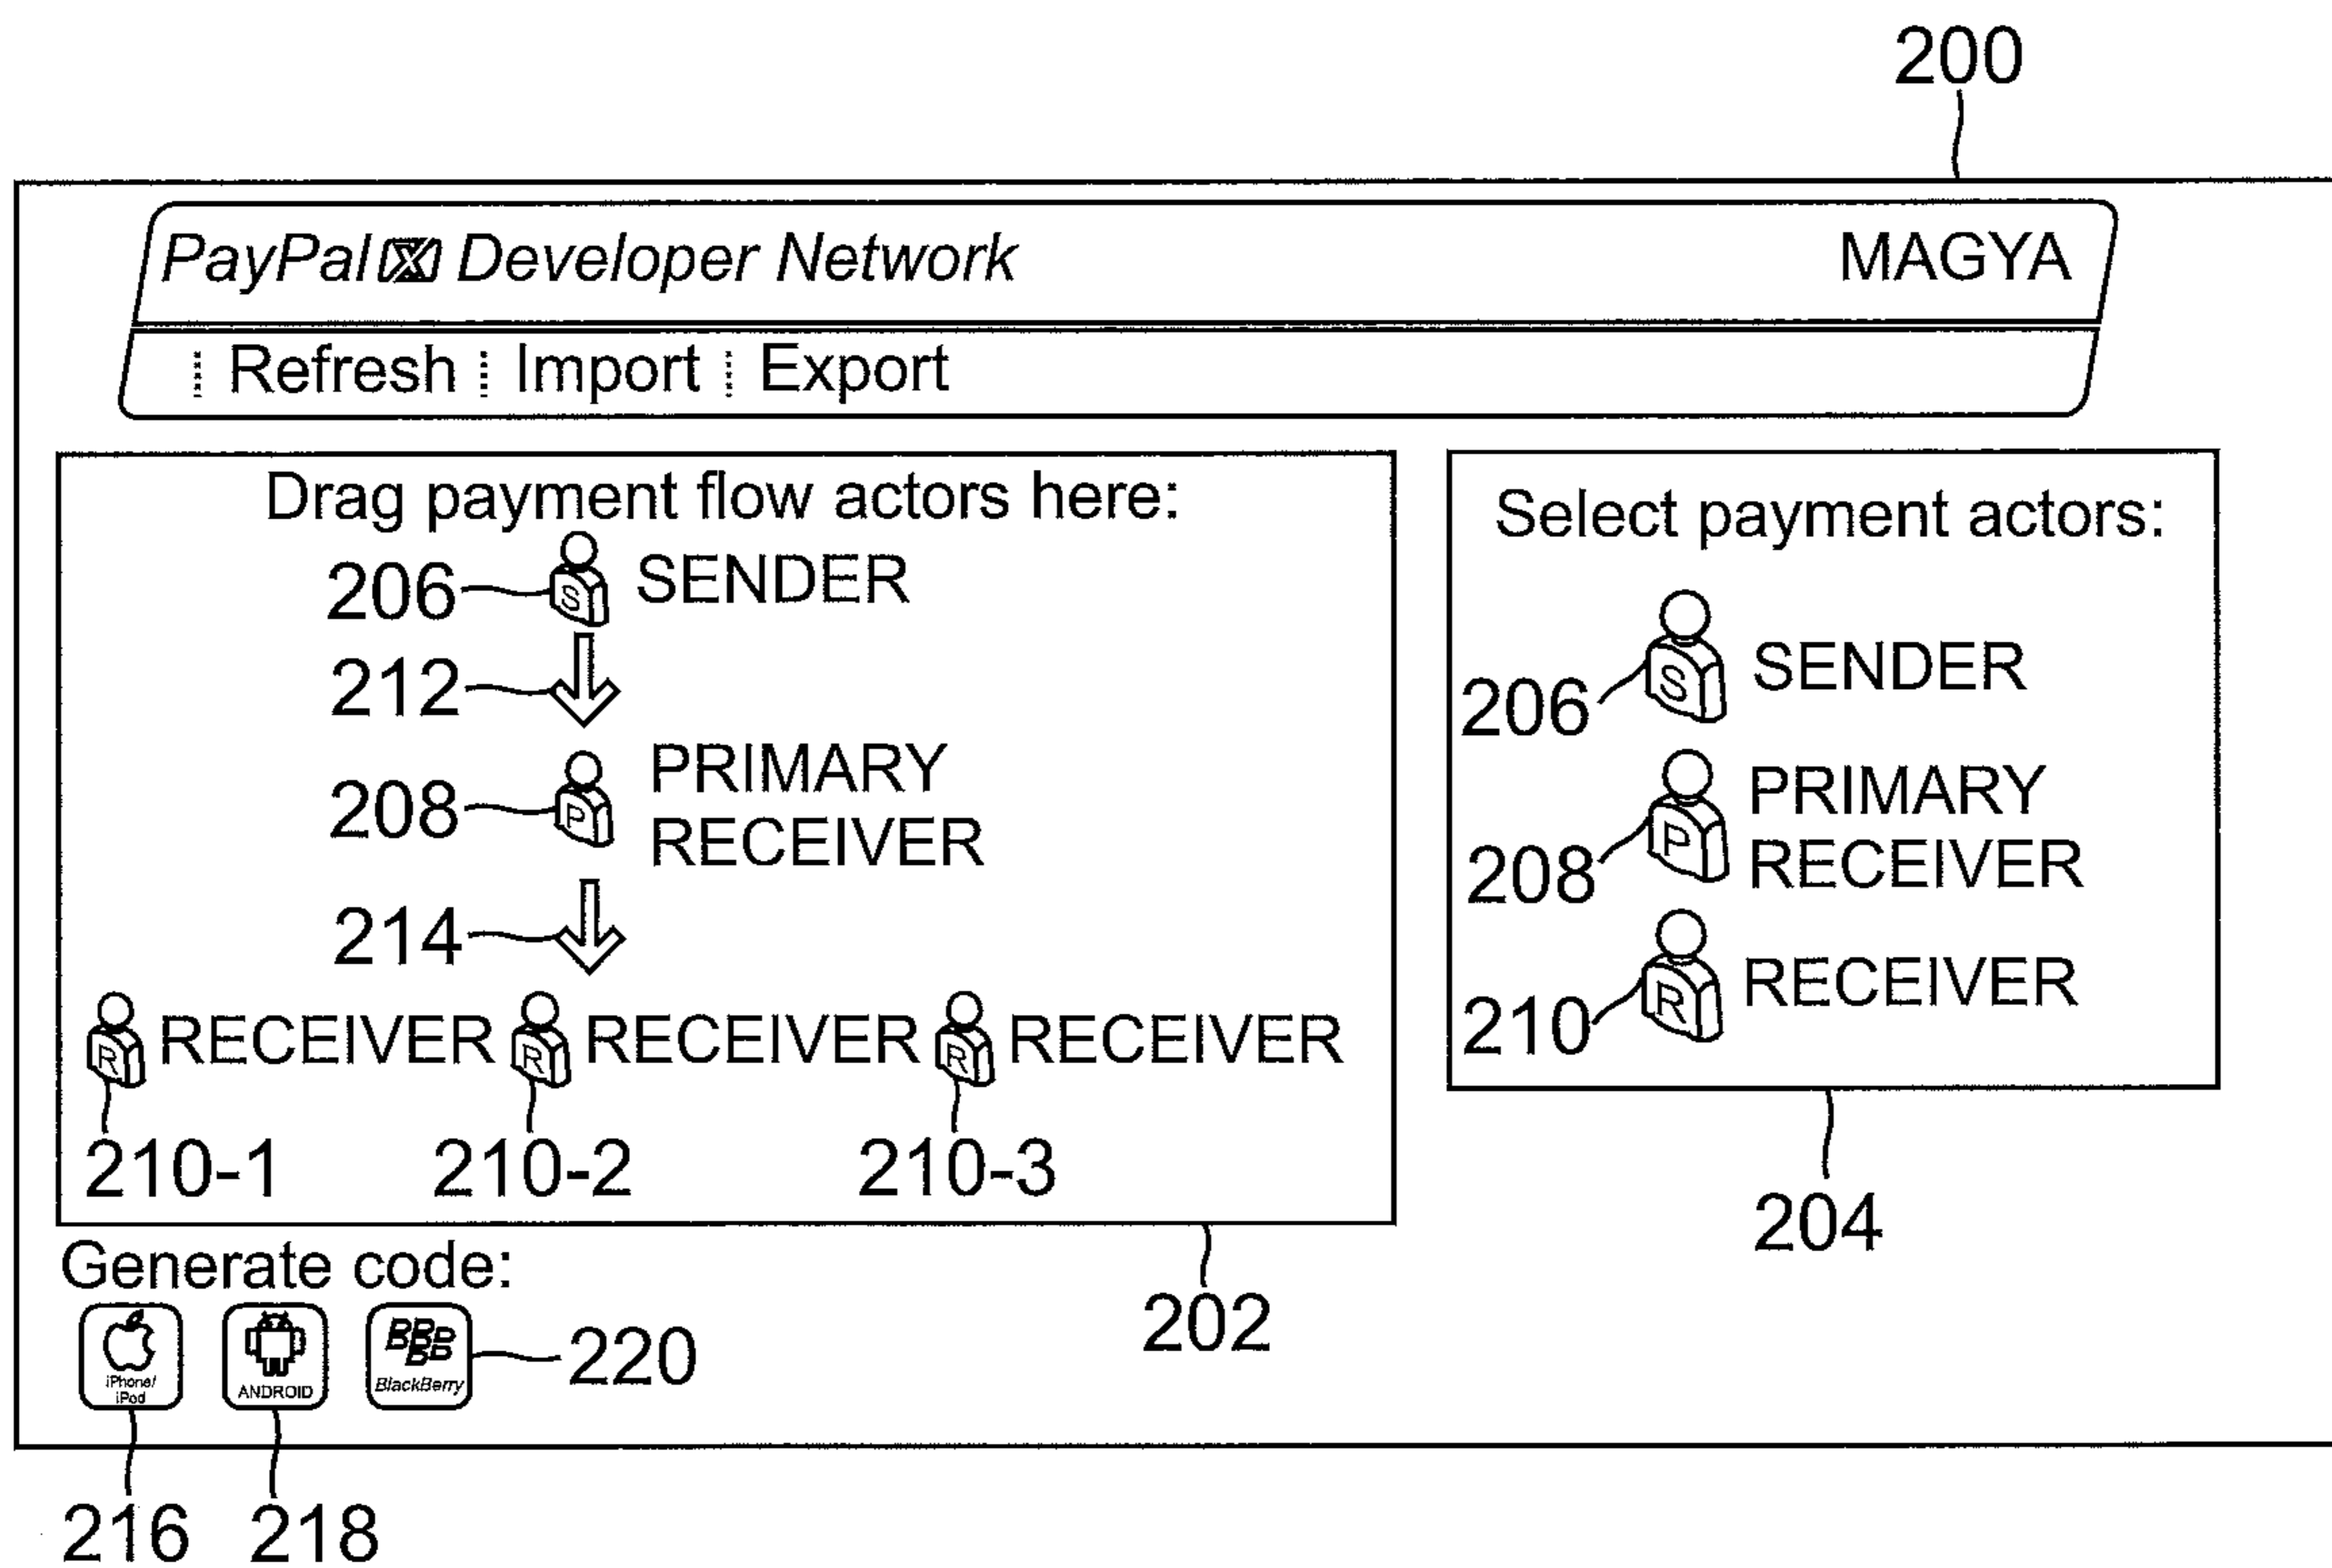 200
PayPal X Developer Network MAGYA
Refresh Import Export
Drag payment flow actors here:
206 S SENDER
212
208 P PRIMARY
RECEIVER
214
R RECEIVER R RECEIVER R RECEIVER
210-1 210-2 210-3
202
Select payment actors:
206 S SENDER
208 P PRIMARY
RECEIVER
210 R RECEIVER
204
Generate code:
iPhone/
iPod
ANDROID
BlackBerry
220
216 218